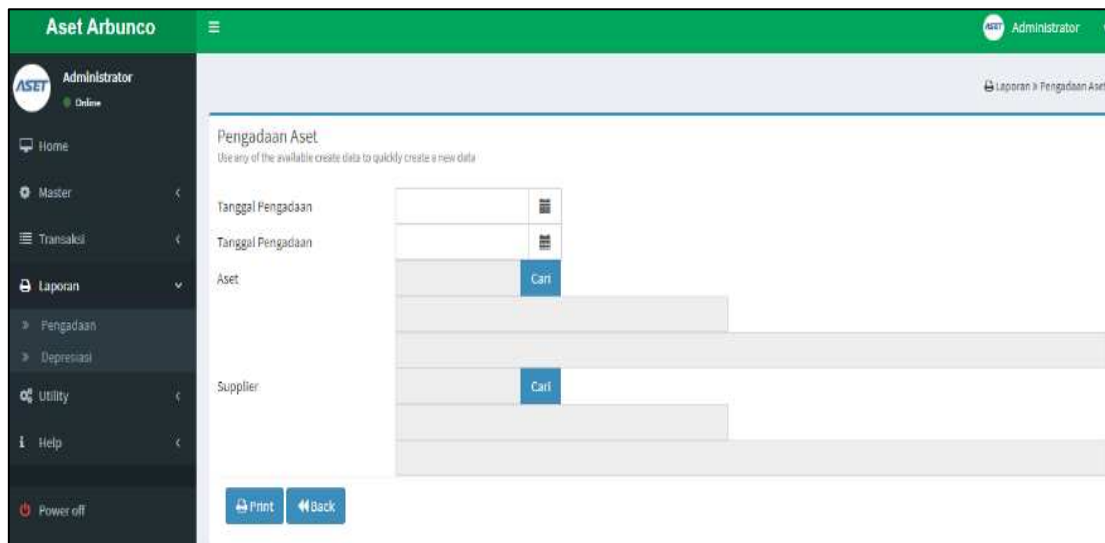 Aset Arbunco
ASET Administrator
ASET
Administrator
Online
Laporan » Pengadaan Aset
Home
Master
Transaksi
Laporan
» Pengadaan
» Depresiasi
Utility
Help
Power off
Pengadaan Aset
Use any of the available create data to quickly create a new data
Tanggal Pengadaan
Tanggal Pengadaan
Aset
Cari
Supplier
Cari
Print
Back